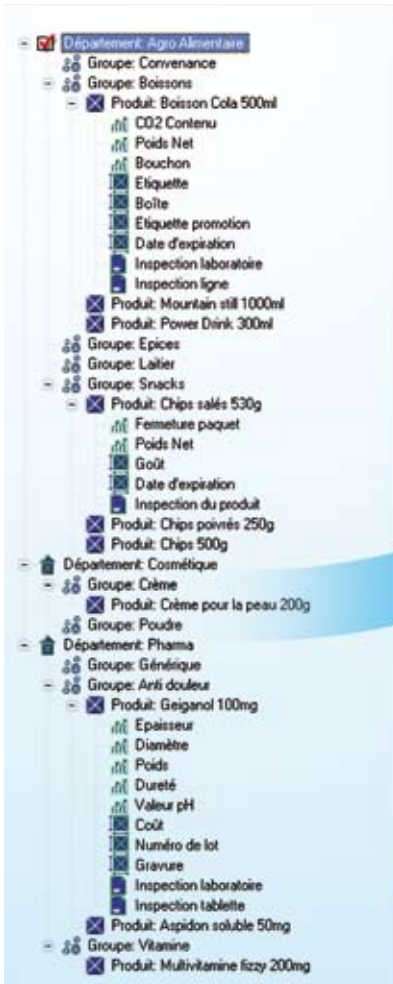 Département: Agro Alimentaire
Groupe: Convenance
Groupe: Boissons
Produit: Boisson Cola 500ml
CO2 Contenu
Poids Net
Bouchon
Etiquette
Boîte
Etiquette promotion
Date d'expiration
Inspection laboratoire
Inspection ligne
Produit: Mountain still 1000ml
Produit: Power Drink 300ml
Groupe: Epices
Groupe: Laitier
Groupe: Snacks
Produit: Chips salés 530g
Fermeture paquet
Poids Net
Goût
Date d'expiration
Inspection du produit
Produit: Chips poivrés 250g
Produit: Chips 500g
Département: Cosmétique
Groupe: Crème
Produit: Crème pour la peau 200g
Groupe: Poudre
Département: Pharma
Groupe: Générique
Groupe: Anti douleur
Produit: Geiganol 100mg
Epaisseur
Diamètre
Poids
Dureté
Valeur pH
Coût
Numéro de lot
Gravure
Inspection laboratoire
Inspection tablette
Produit: Aspidon soluble 50mg
Groupe: Vitamine
Produit: Multivitamine fizzy 200mg